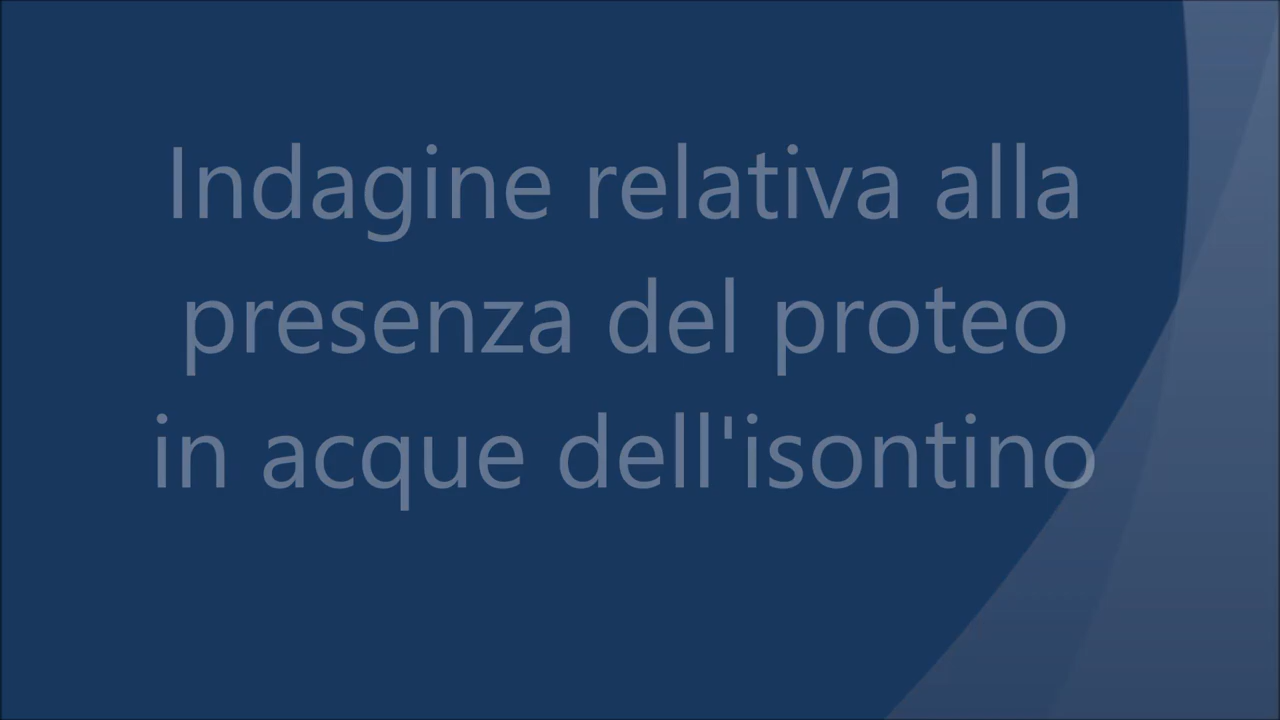 Indagine relativa alla
presenza del proteo
in acque dell'isontino